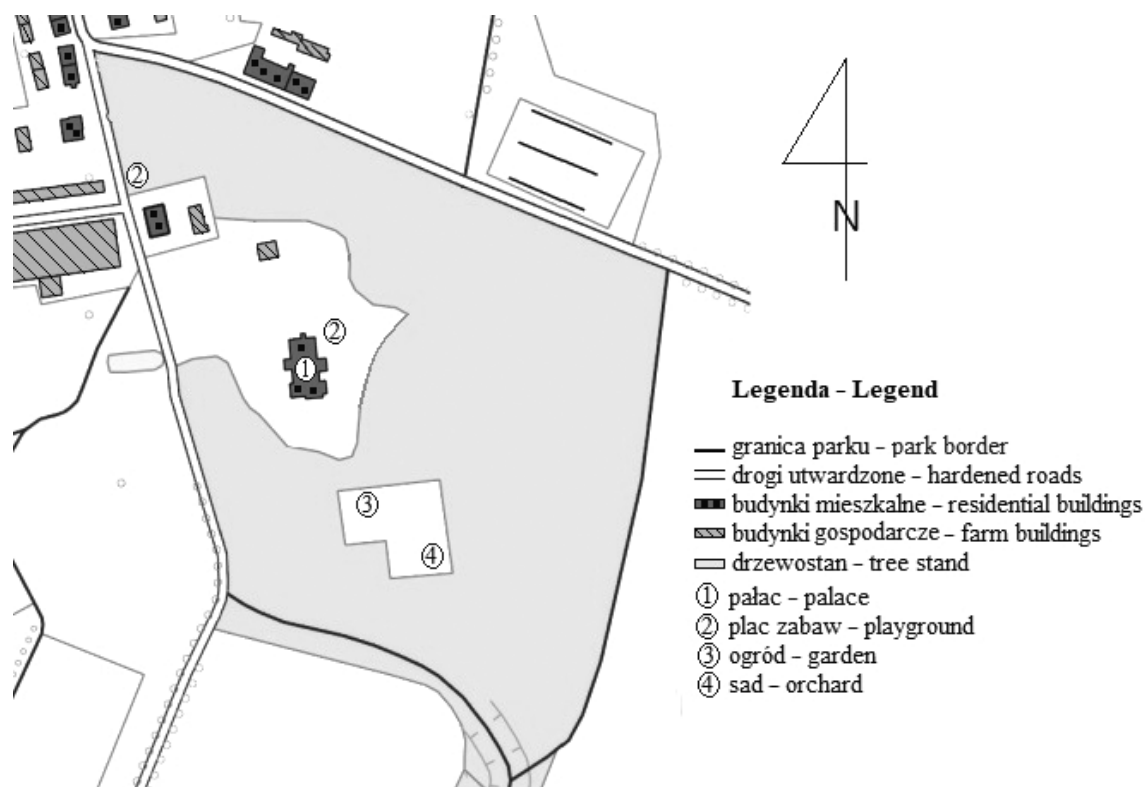 ②
N
②
①
③
④
Legenda – Legend
granica parku – park border
drogi utwardzone – hardened roads
budynki mieszkalne – residential buildings
budynki gospodarcze – farm buildings
drzewostan – tree stand
① pałac – palace
② plac zabaw – playground
③ ogród – garden
④ sad – orchard